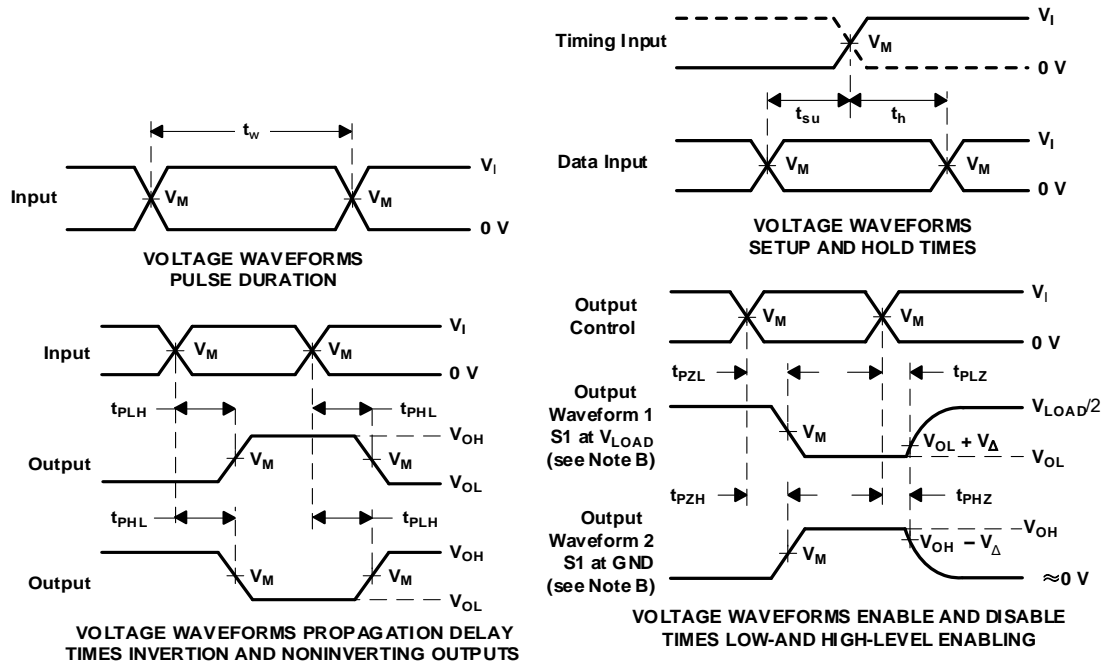 t_w
V_I
Input
V_M
V_M
0 V
VOLTAGE WAVEFORMS
PULSE DURATION
Timing Input
V_I
V_M
0 V
t_su
t_h
Data Input
V_I
V_M
V_M
0 V
VOLTAGE WAVEFORMS
SETUP AND HOLD TIMES
Input
V_I
V_M
V_M
0 V
t_PLH
t_PHL
Output
V_OH
V_M
V_M
V_OL
t_PHL
t_PLH
Output
V_OH
V_M
V_M
V_OL
VOLTAGE WAVEFORMS PROPAGATION DELAY
TIMES INVERTION AND NONINVERTING OUTPUTS
Output
Control
V_I
V_M
V_M
0 V
t_PZL
t_PLZ
Output
Waveform 1
S1 at V_LOAD
(see Note B)
V_LOAD/2
V_M
V_OL + V_Δ
V_OL
t_PZH
t_PHZ
Output
Waveform 2
S1 at GND
(see Note B)
V_OH
V_M
V_OH – V_Δ
≈0 V
VOLTAGE WAVEFORMS ENABLE AND DISABLE
TIMES LOW-AND HIGH-LEVEL ENABLING